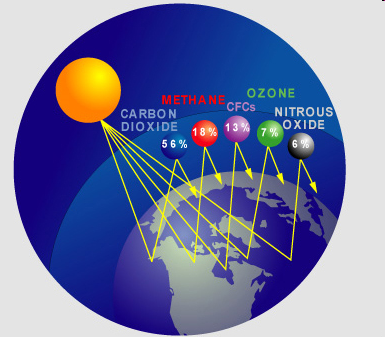 OZONE
METHANE
CFCs
CARBON
DIOXIDE
NITROUS
OXIDE
56%
18%
13%
7%
6%